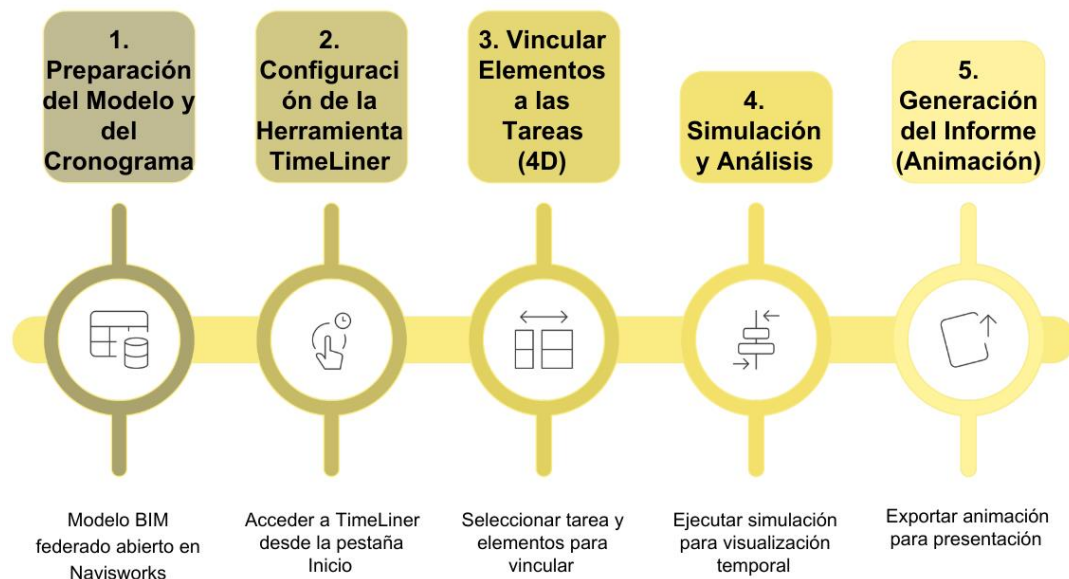 1.
Preparación
del Modelo y
del
Cronograma
2.
Configuraci
ón de la
Herramienta
TimeLiner
3. Vincular
Elementos
a las
Tareas
(4D)
4.
Simulación
y Análisis
5.
Generación
del Informe
(Animación)
Modelo BIM
federado abierto en
Navisworks
Acceder a TimeLiner
desde la pestaña
Inicio
Seleccionar tarea y
elementos para
vincular
Ejecutar simulación
para visualización
temporal
Exportar animación
para presentación